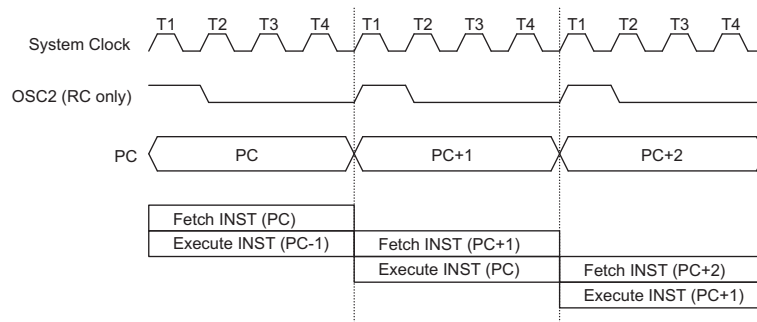 T1 T2 T3 T4 T1 T2 T3 T4 T1 T2 T3 T4
System Clock
OSC2 (RC only)
PC PC PC+1 PC+2
Fetch INST (PC)
Execute INST (PC-1) Fetch INST (PC+1)
Execute INST (PC) Fetch INST (PC+2)
Execute INST (PC+1)